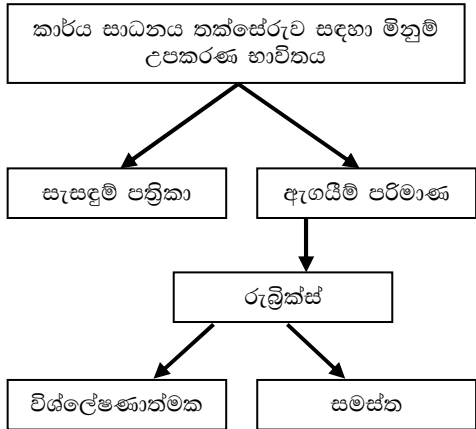 කාර්ය සාධනය තක්සේරුව සඳහා මිනුම්
උපකරණ භාවිතය
සැසඳුම් පත්‍රිකා
ඇගයීම් පරිමාණ
රුබ්‍රික්ස්
විශ්ලේෂණාත්මක
සමස්ත